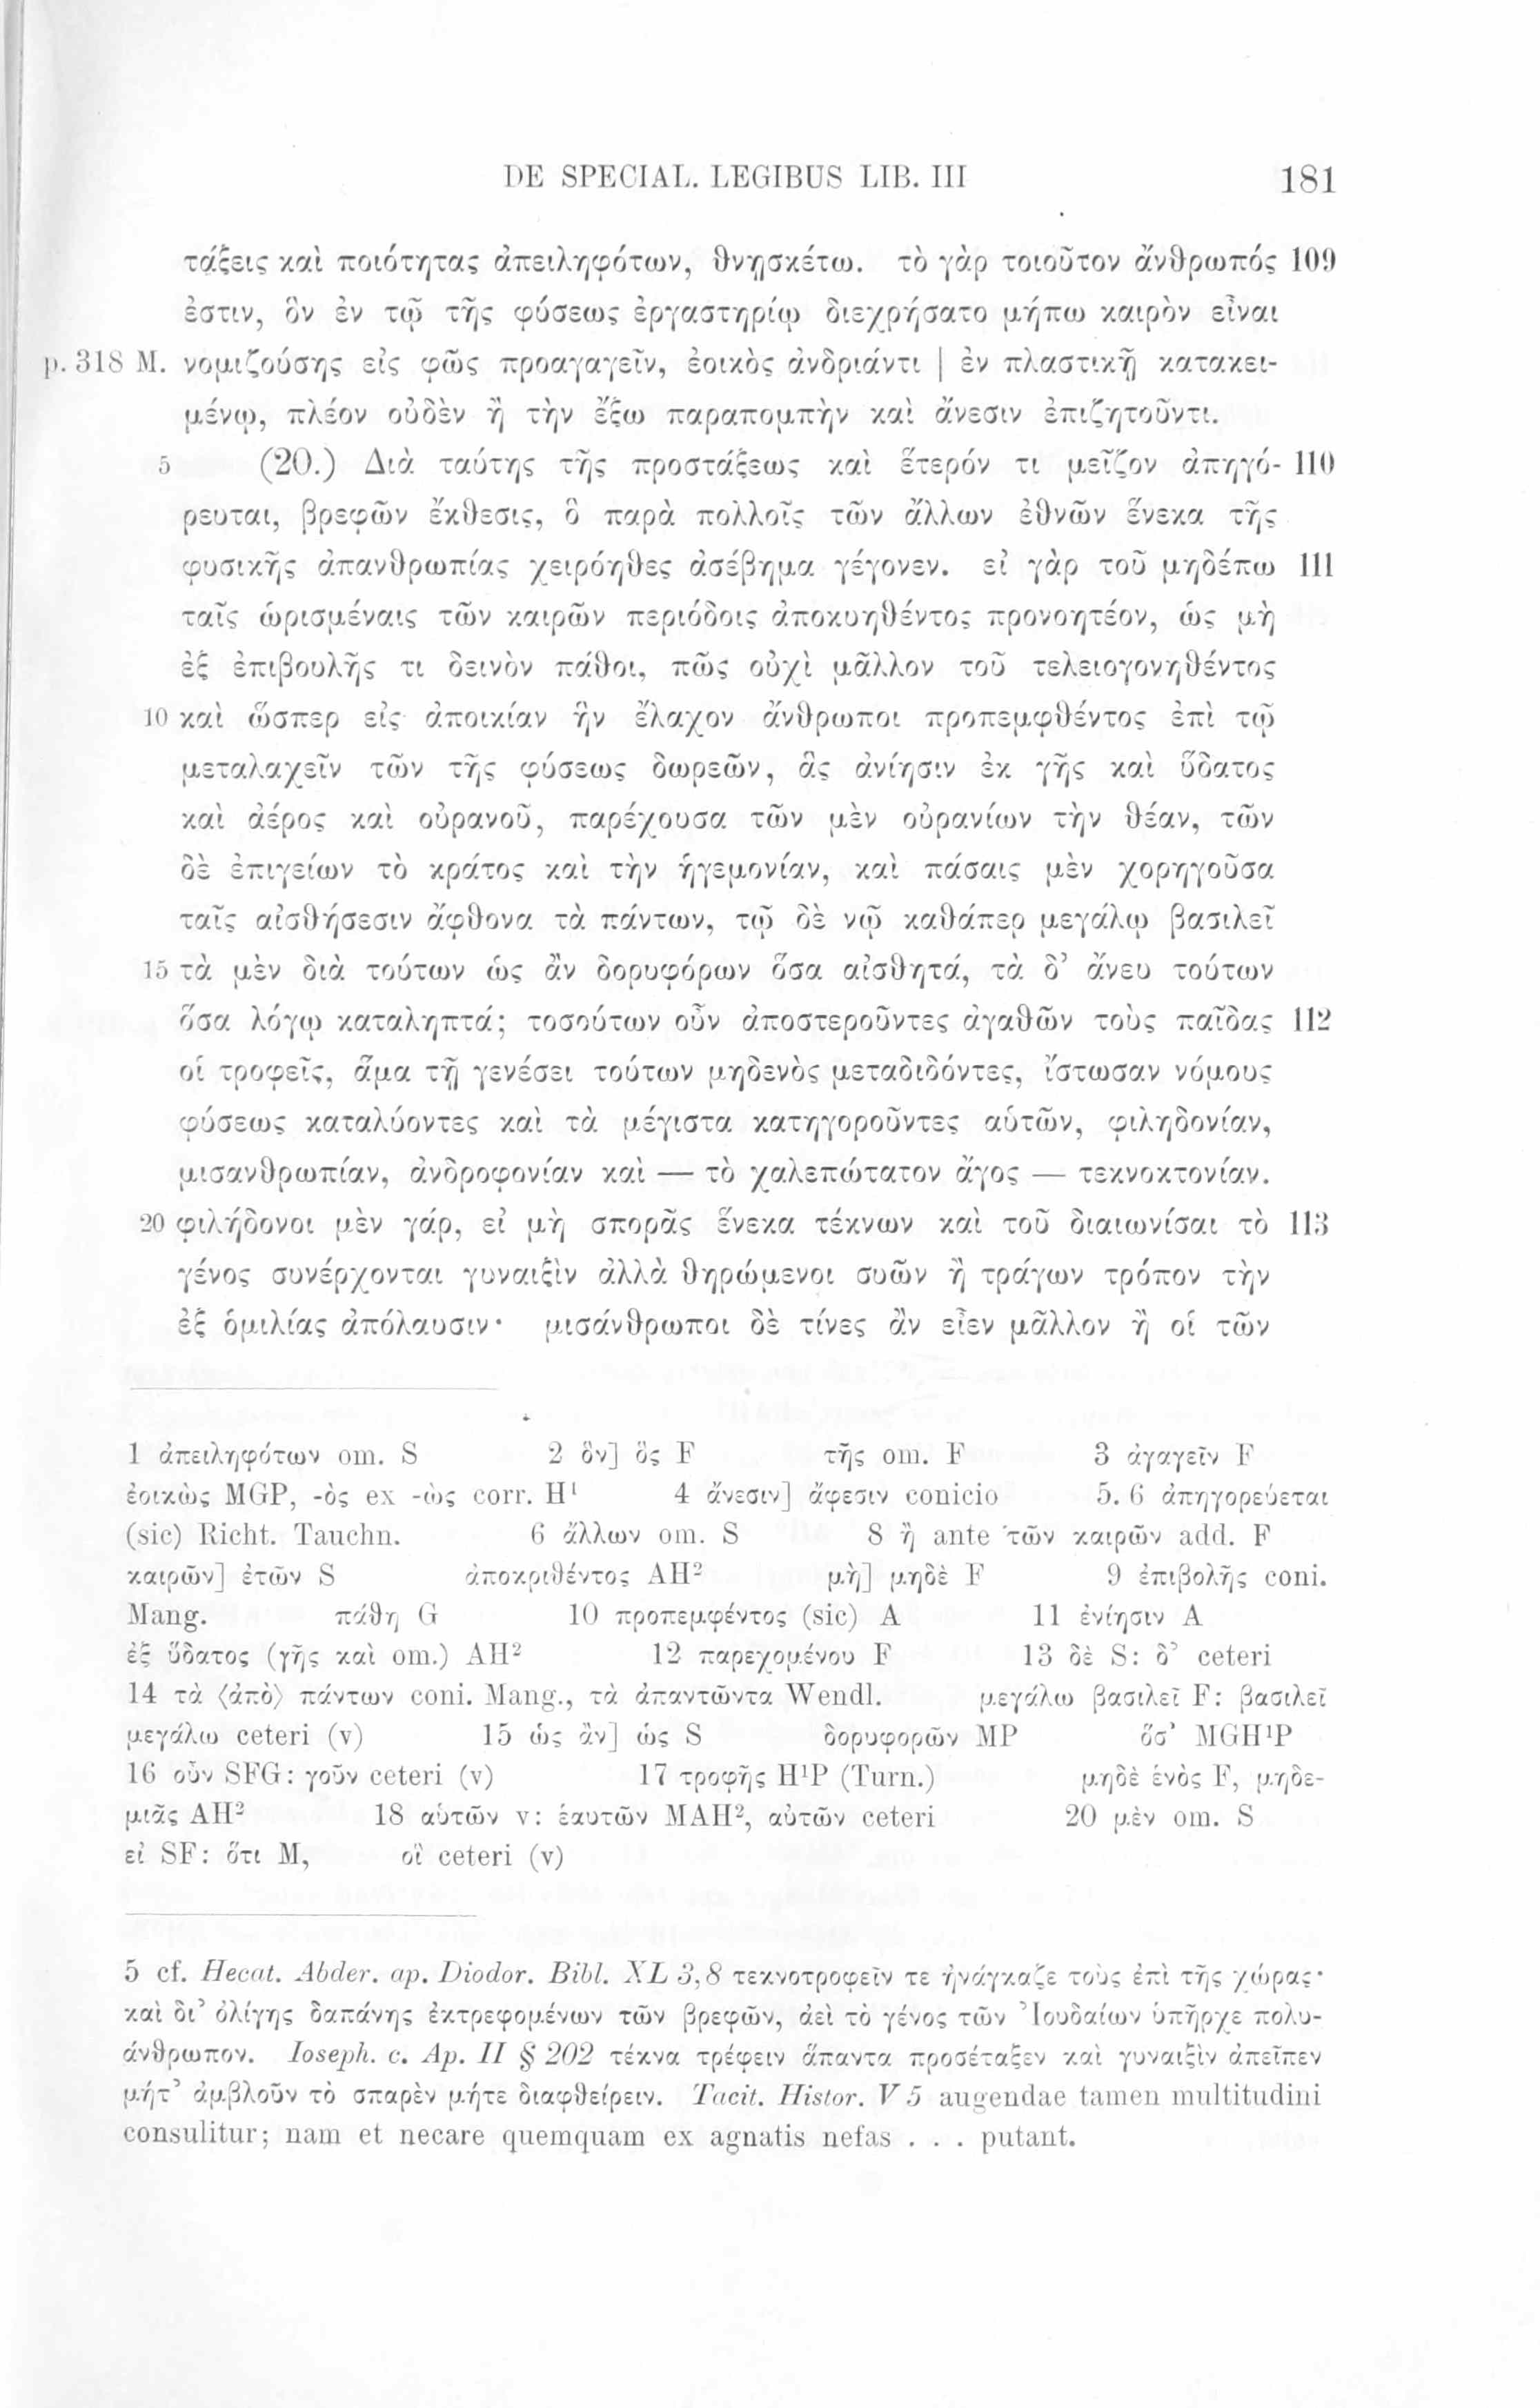 DE SPECIAL. LEGIBUS LIB. III 181
τάξεις καὶ ποιότητας ἀπειληφότων, θνῃσκέτω. τὸ γὰρ τοιοῦτον ἄνθρωπός 109
ἐστιν, ὃν ἐν τῷ τῆς φύσεως ἐργαστηρίῳ διεχρήσατο μήπω καιρὸν εἶναι
p. 318 M. νομιζούσης εἰς φῶς προαγαγεῖν, ἐοικὸς ἀνδριάντι | ἐν πλαστικῇ κατακει-
μένῳ, πλέον οὐδὲν ἢ τὴν ἔξω παραπομπὴν καὶ ἄνεσιν ἐπιζητοῦντι.
5 (20.) Διὰ ταύτης τῆς προστάξεως καὶ ἕτερόν τι μεῖζον ἀπηγό- 110
ρευται, βρεφῶν ἔκθεσις, ὃ παρὰ πολλοῖς τῶν ἄλλων ἐθνῶν ἕνεκα τῆς
φυσικῆς ἀπανθρωπίας χειρόηθες ἀσέβημα γέγονεν. εἰ γὰρ τοῦ μηδέπω 111
ταῖς ὡρισμέναις τῶν καιρῶν περιόδοις ἀποκυηθέντος προνοητέον, ὡς μὴ
ἐξ ἐπιβουλῆς τι δεινὸν πάθοι, πῶς οὐχὶ μᾶλλον τοῦ τελειογονηθέντος
10 καὶ ὥσπερ εἰς ἀποικίαν ἣν ἔλαχον ἄνθρωποι προπεμφθέντος ἐπὶ τῷ
μεταλαχεῖν τῶν τῆς φύσεως δωρεῶν, ἃς ἀνίησιν ἐκ γῆς καὶ ὕδατος
καὶ ἀέρος καὶ οὐρανοῦ, παρέχουσα τῶν μὲν οὐρανίων τὴν θέαν, τῶν
δὲ ἐπιγείων τὸ κράτος καὶ τὴν ἡγεμονίαν, καὶ πάσαις μὲν χορηγοῦσα
ταῖς αἰσθήσεσιν ἄφθονα τὰ πάντων, τῷ δὲ νῷ καθάπερ μεγάλῳ βασιλεῖ
15 τὰ μὲν διὰ τούτων ὡς ἂν δορυφόρων ὅσα αἰσθητά, τὰ δ’ ἄνευ τούτων
ὅσα λόγῳ καταληπτά; τοσούτων οὖν ἀποστεροῦντες ἀγαθῶν τοὺς παῖδας 112
οἱ τροφεῖς, ἅμα τῇ γενέσει τούτων μηδενὸς μεταδιδόντες, ἴστωσαν νόμους
φύσεως καταλύοντες καὶ τὰ μέγιστα κατηγοροῦντες αὑτῶν, φιληδονίαν,
μισανθρωπίαν, ἀνδροφονίαν καὶ — τὸ χαλεπώτατον ἄγος — τεκνοκτονίαν.
20 φιλήδονοι μὲν γάρ, εἰ μὴ σπορᾶς ἕνεκα τέκνων καὶ τοῦ διαιωνίσαι τὸ 113
γένος συνέρχονται γυναιξὶν ἀλλὰ θηρώμενοι συῶν ἢ τράγων τρόπον τὴν
ἐξ ὁμιλίας ἀπόλαυσιν· μισάνθρωποι δὲ τίνες ἂν εἶεν μᾶλλον ἢ οἱ τῶν
1 ἀπειληφότων om. S 2 ὃν] ὃς F τῆς om. F 3 ἀγαγεῖν F
ἐοικὼς MGP, -ὸς ex -ὼς corr. H¹ 4 ἄνεσιν] ἄφεσιν conicio 5. 6 ἀπηγορεύεται
(sic) Richt. Tauchn. 6 ἄλλων om. S 8 ἢ ante τῶν καιρῶν add. F
καιρῶν] ἐτῶν S ἀποκριθέντος AH² μὴ] μηδὲ F 9 ἐπιβολῆς coni.
Mang. πάθῃ G 10 προπεμφέντος (sic) A 11 ἐνίησιν A
ἐξ ὕδατος (γῆς καὶ om.) AH² 12 παρεχομένου F 13 δὲ S: δ’ ceteri
14 τὰ ⟨ἀπὸ⟩ πάντων coni. Mang., τὰ ἀπαντῶντα Wendl. μεγάλω βασιλεῖ F: βασιλεῖ
μεγάλω ceteri (v) 15 ὡς ἂν] ὡς S δορυφορῶν MP ὅσ’ MGH¹P
16 οὖν SFG: γοῦν ceteri (v) 17 τροφῆς H¹P (Turn.) μηδὲ ἑνὸς F, μηδε-
μιᾶς AH² 18 αὑτῶν v: ἑαυτῶν MAH², αὐτῶν ceteri 20 μὲν om. S
εἰ SF: ὅτι M, οἳ ceteri (v)
5 cf. Hecat. Abder. ap. Diodor. Bibl. XL 3,8 τεκνοτροφεῖν τε ἠνάγκαζε τοὺς ἐπὶ τῆς χώρας·
καὶ δι’ ὀλίγης δαπάνης ἐκτρεφομένων τῶν βρεφῶν, ἀεὶ τὸ γένος τῶν Ἰουδαίων ὑπῆρχε πολυ-
άνθρωπον. Ioseph. c. Ap. II § 202 τέκνα τρέφειν ἅπαντα προσέταξεν καὶ γυναιξὶν ἀπεῖπεν
μήτ’ ἀμβλοῦν τὸ σπαρὲν μήτε διαφθείρειν. Tacit. Histor. V 5 augendae tamen multitudini
consulitur; nam et necare quemquam ex agnatis nefas . . . putant.